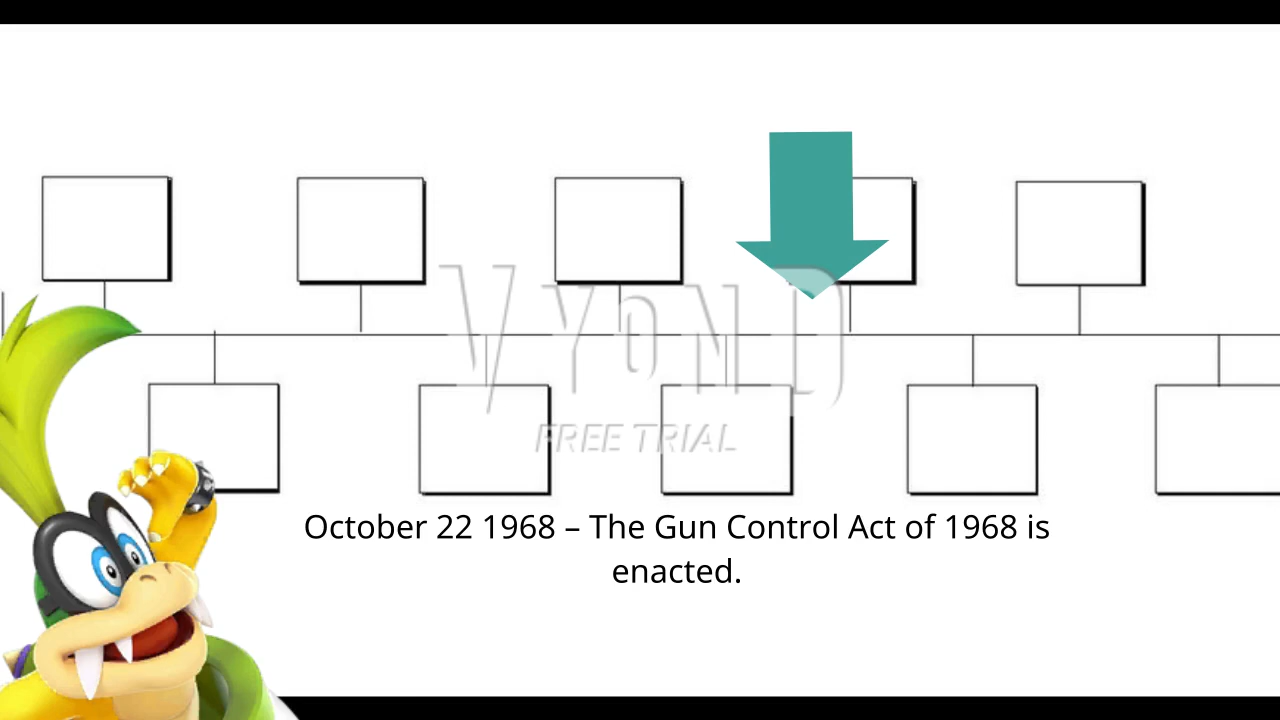 VYOND
FREE TRIAL
October 22 1968 – The Gun Control Act of 1968 is
enacted.